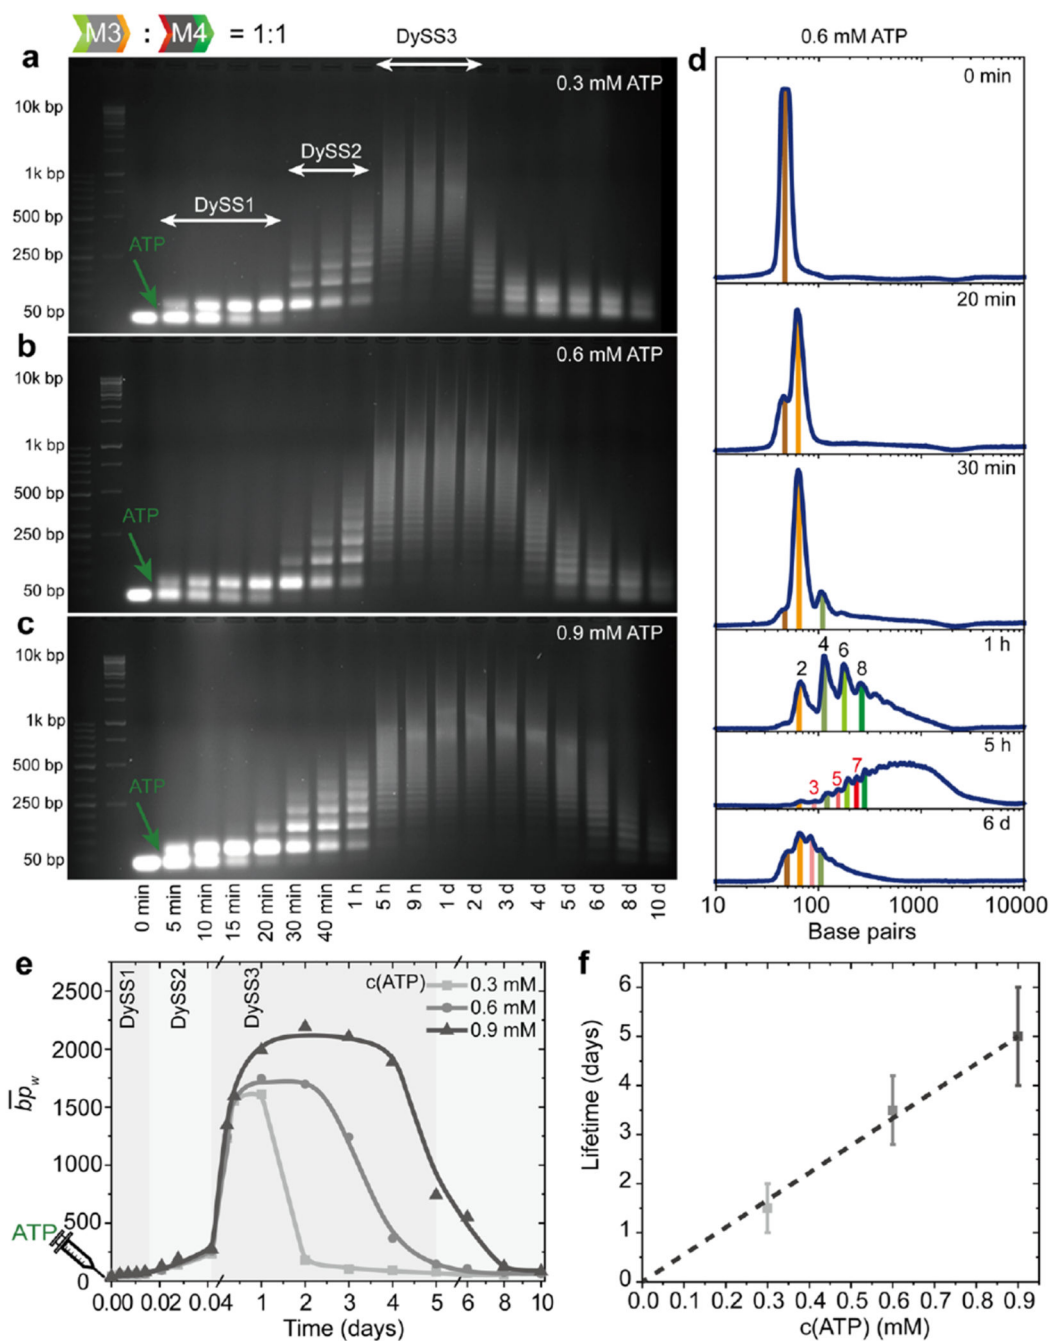 M3 : M4 = 1:1
DySS3
0.6 mM ATP
a
0.3 mM ATP
10k bp
1k bp
500 bp
250 bp
50 bp
DySS2
DySS1
ATP
b
0.6 mM ATP
10k bp
1k bp
500 bp
250 bp
50 bp
ATP
c
0.9 mM ATP
10k bp
1k bp
500 bp
250 bp
50 bp
ATP
0 min 5 min 10 min 15 min 20 min 30 min 40 min 1 h 5 h 9 h 1 d 2 d 3 d 4 d 5 d 6 d 8 d 10 d
d
0 min
20 min
30 min
1 h
2 4 6 8
5 h
3 5 7
6 d
10 100 1000 10000
Base pairs
e
DySS1 DySS2 DySS3
c(ATP)
0.3 mM
0.6 mM
0.9 mM
2500
2000
1500
1000
500
0
bpw
ATP
0.00 0.02 0.04 1 2 3 4 5 6 8 10
Time (days)
f
6
5
4
3
2
1
0
Lifetime (days)
0.0 0.1 0.2 0.3 0.4 0.5 0.6 0.7 0.8 0.9
c(ATP) (mM)